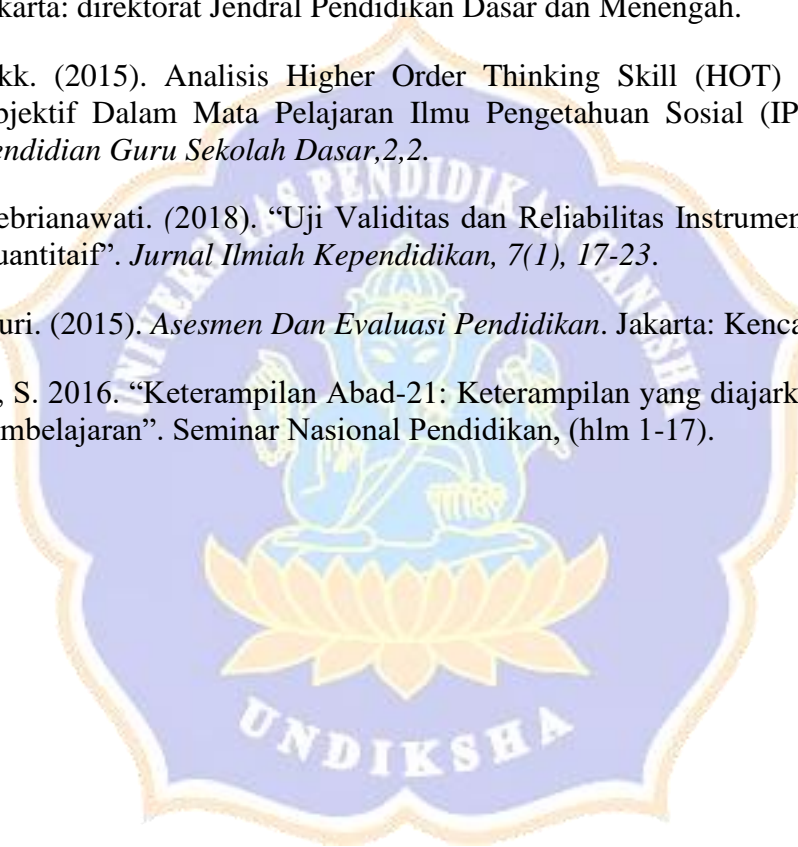 karta: direktorat Jendral Pendidikan Dasar dan Menengah.
kk. (2015). Analisis Higher Order Thinking Skill (HOT)
bjektif Dalam Mata Pelajaran Ilmu Pengetahuan Sosial (IP
endidian Guru Sekolah Dasar,2,2.
ebrianawati. (2018). “Uji Validitas dan Reliabilitas Instrumen
uantitaif”. Jurnal Ilmiah Kependidikan, 7(1), 17-23.
uri. (2015). Asesmen Dan Evaluasi Pendidikan. Jakarta: Kenca
, S. 2016. “Keterampilan Abad-21: Keterampilan yang diajark
mbelajaran”. Seminar Nasional Pendidikan, (hlm 1-17).
UNIVERSITAS PENDIDIKAN GANESHA
UNDIKSHA